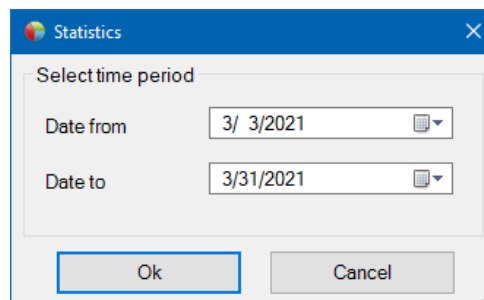 Statistics
Select time period
Date from 3/ 3/2021
Date to 3/31/2021
Ok Cancel